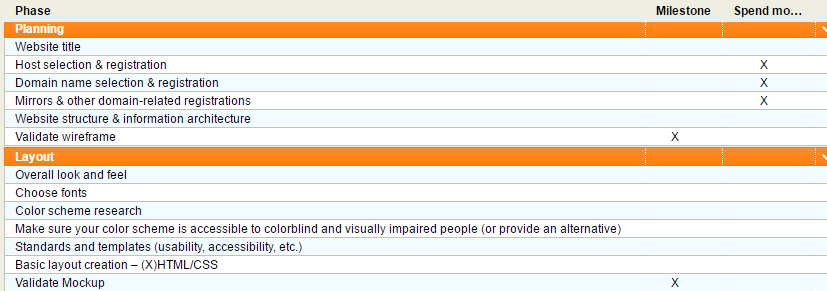 Phase Milestone Spend mo…
Planning
Website title
Host selection & registration X
Domain name selection & registration X
Mirrors & other domain-related registrations X
Website structure & information architecture
Validate wireframe X
Layout
Overall look and feel
Choose fonts
Color scheme research
Make sure your color scheme is accessible to colorblind and visually impaired people (or provide an alternative)
Standards and templates (usability, accessibility, etc.)
Basic layout creation – (X)HTML/CSS
Validate Mockup X